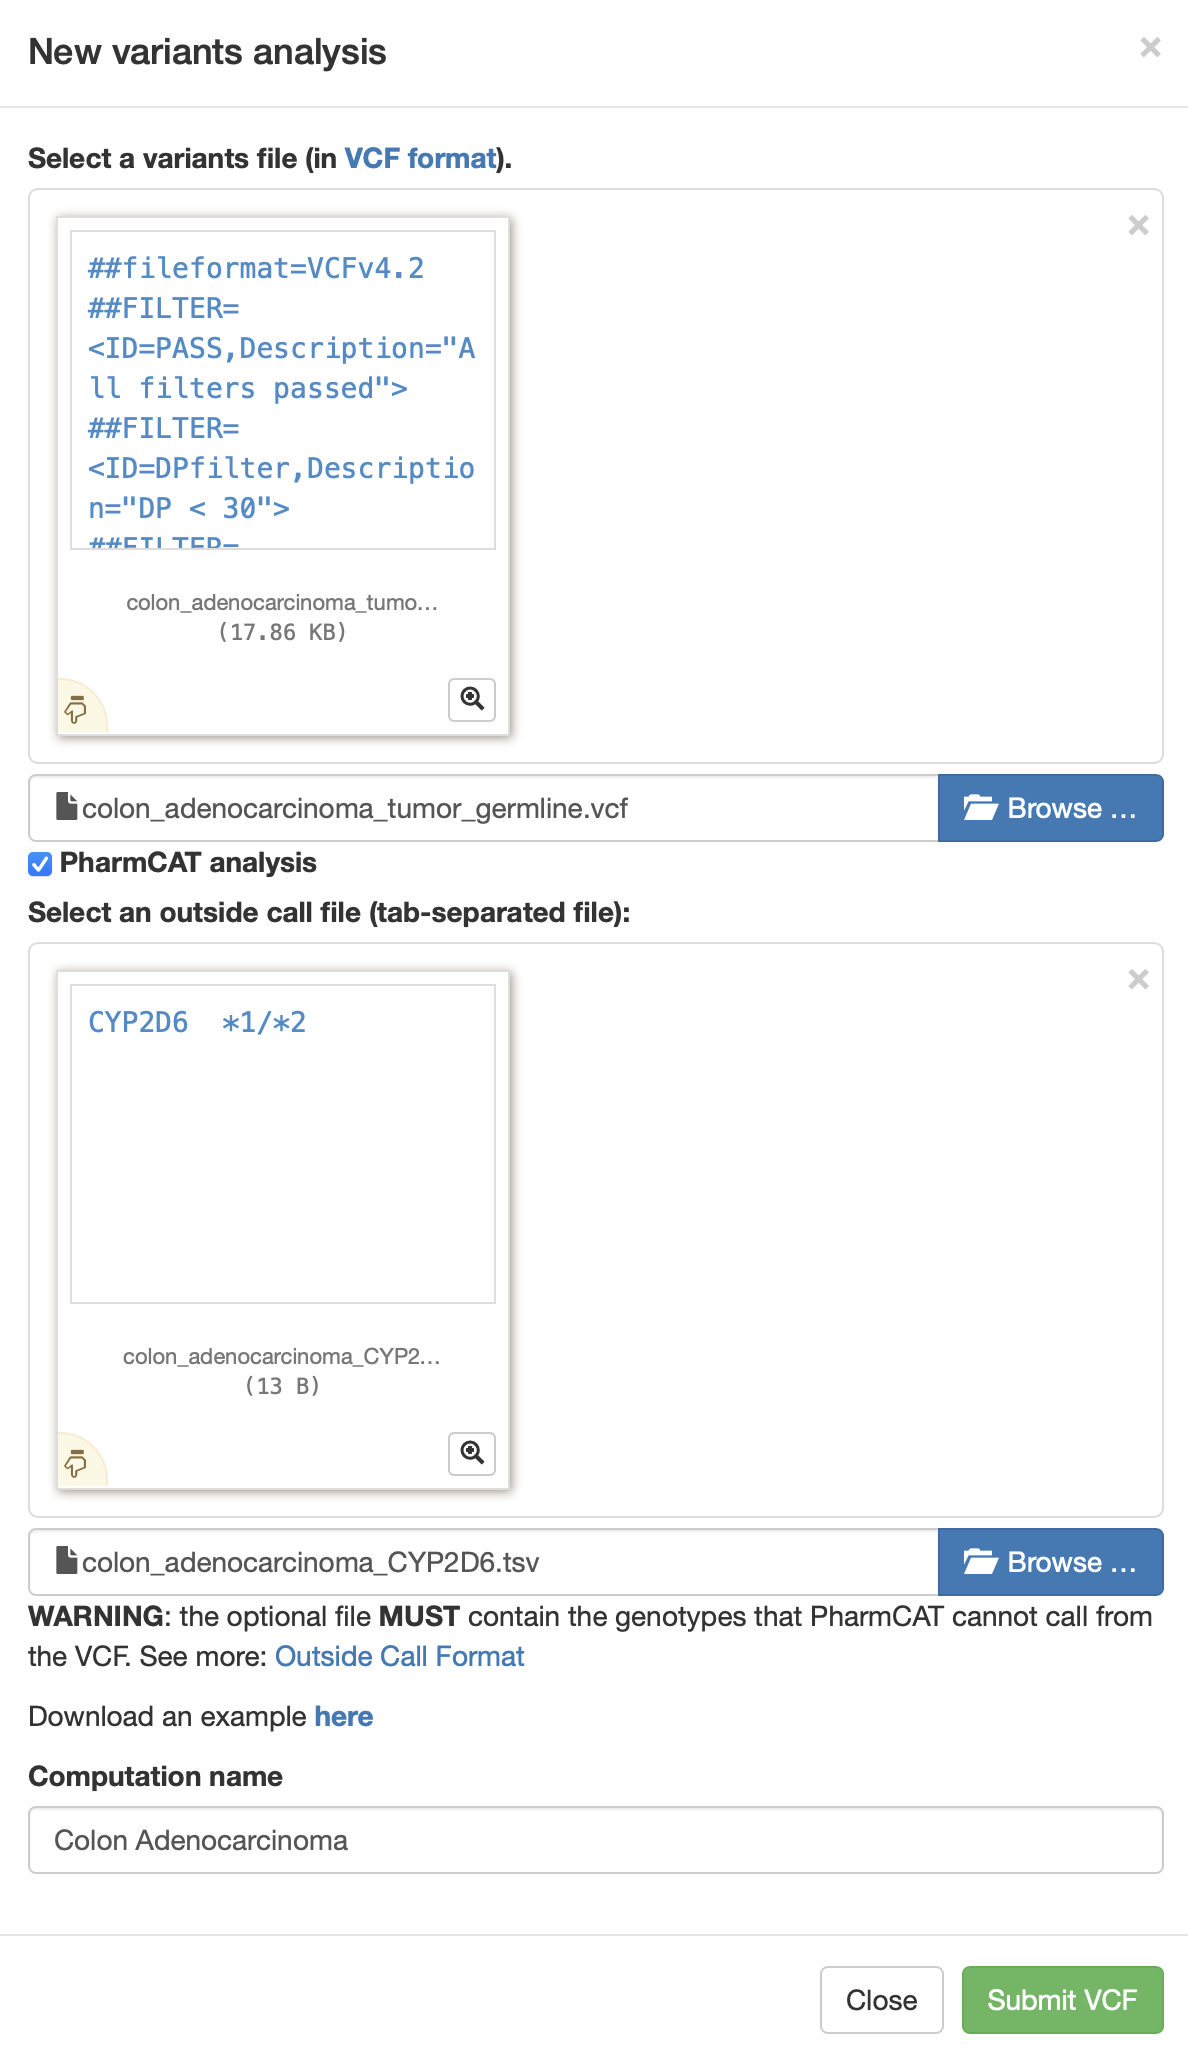 New variants analysis
×
Select a variants file (in VCF format).
×
##fileformat=VCFv4.2
##FILTER=
<ID=PASS,Description="A
ll filters passed">
##FILTER=
<ID=DPfilter,Descriptio
n="DP < 30">
##FILTER=
colon_adenocarcinoma_tumo...
(17.86 KB)
colon_adenocarcinoma_tumor_germline.vcf
Browse ...
PharmCAT analysis
Select an outside call file (tab-separated file):
×
CYP2D6  *1/*2
colon_adenocarcinoma_CYP2...
(13 B)
colon_adenocarcinoma_CYP2D6.tsv
Browse ...
WARNING: the optional file MUST contain the genotypes that PharmCAT cannot call from
the VCF. See more: Outside Call Format
Download an example here
Computation name
Colon Adenocarcinoma
Close
Submit VCF